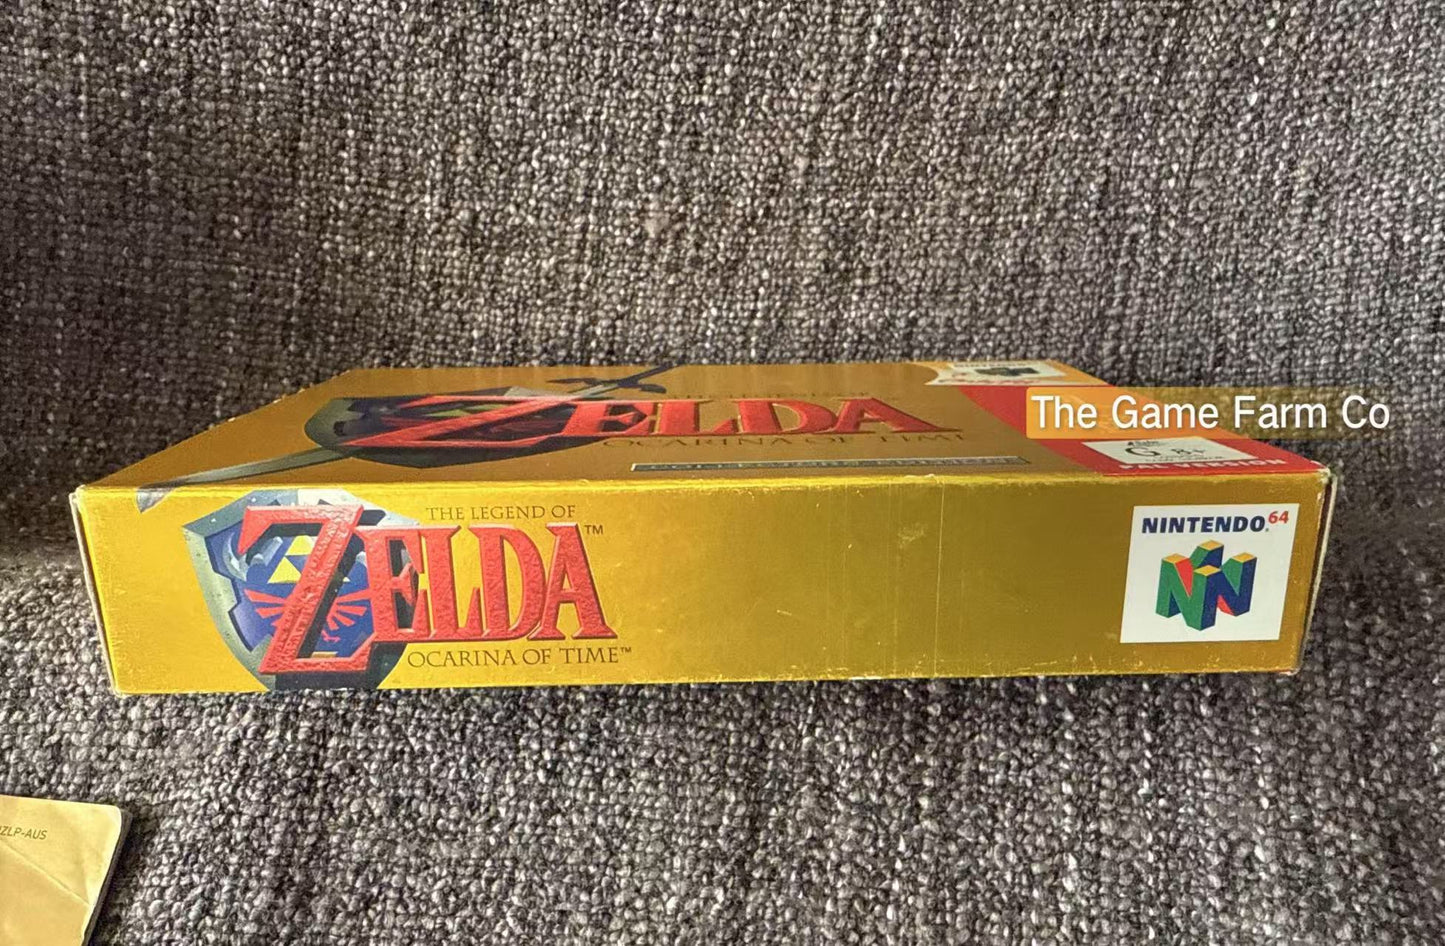 ZELDA
OCARINA OF TIME
The Game Farm Co
G 8+
PAL VERSION
THE LEGEND OF
ZELDA™
OCARINA OF TIME™
NINTENDO64
ZLP-AUS